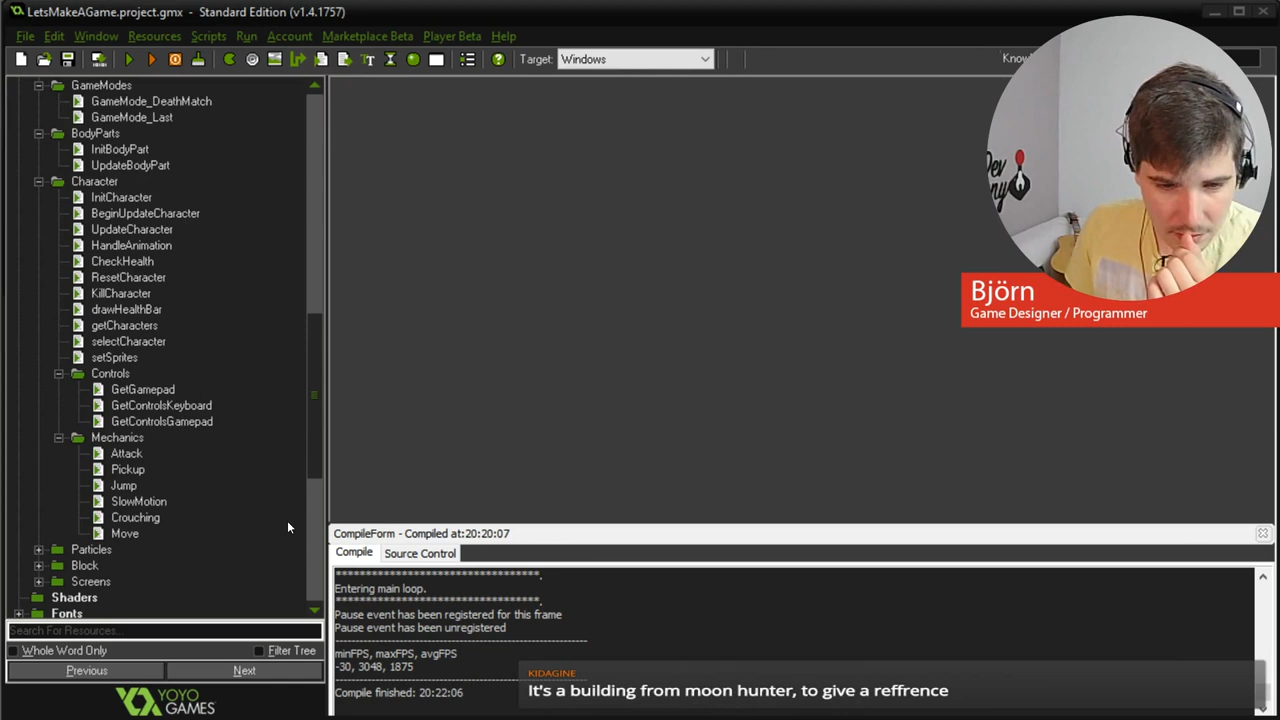 LetsMakeAGame.project.gmx - Standard Edition (v1.4.1757)
File Edit Window Resources Scripts Run Account Marketplace Beta Player Beta Help
Target: Windows
GameModes
GameMode_DeathMatch
GameMode_Last
BodyParts
InitBodyPart
UpdateBodyPart
Character
InitCharacter
BeginUpdateCharacter
UpdateCharacter
HandleAnimation
CheckHealth
ResetCharacter
KillCharacter
drawHealthBar
getCharacters
selectCharacter
setSprites
Controls
GetGamepad
GetControlsKeyboard
GetControlsGamepad
Mechanics
Attack
Pickup
Jump
SlowMotion
Crouching
Move
Particles
Block
Screens
Shaders
Fonts
Search For Resources...
Whole Word Only Filter Tree
Previous Next
YOYO
GAMES
Björn
Game Designer / Programmer
CompileForm - Compiled at:20:20:07
Compile Source Control
***********************************.
Entering main loop.
***********************************.
Pause event has been registered for this frame
Pause event has been unregistered
minFPS, maxFPS, avgFPS
-30, 3048, 1875
Compile finished: 20:22:06
KIDAGINE
It's a building from moon hunter, to give a reffrence